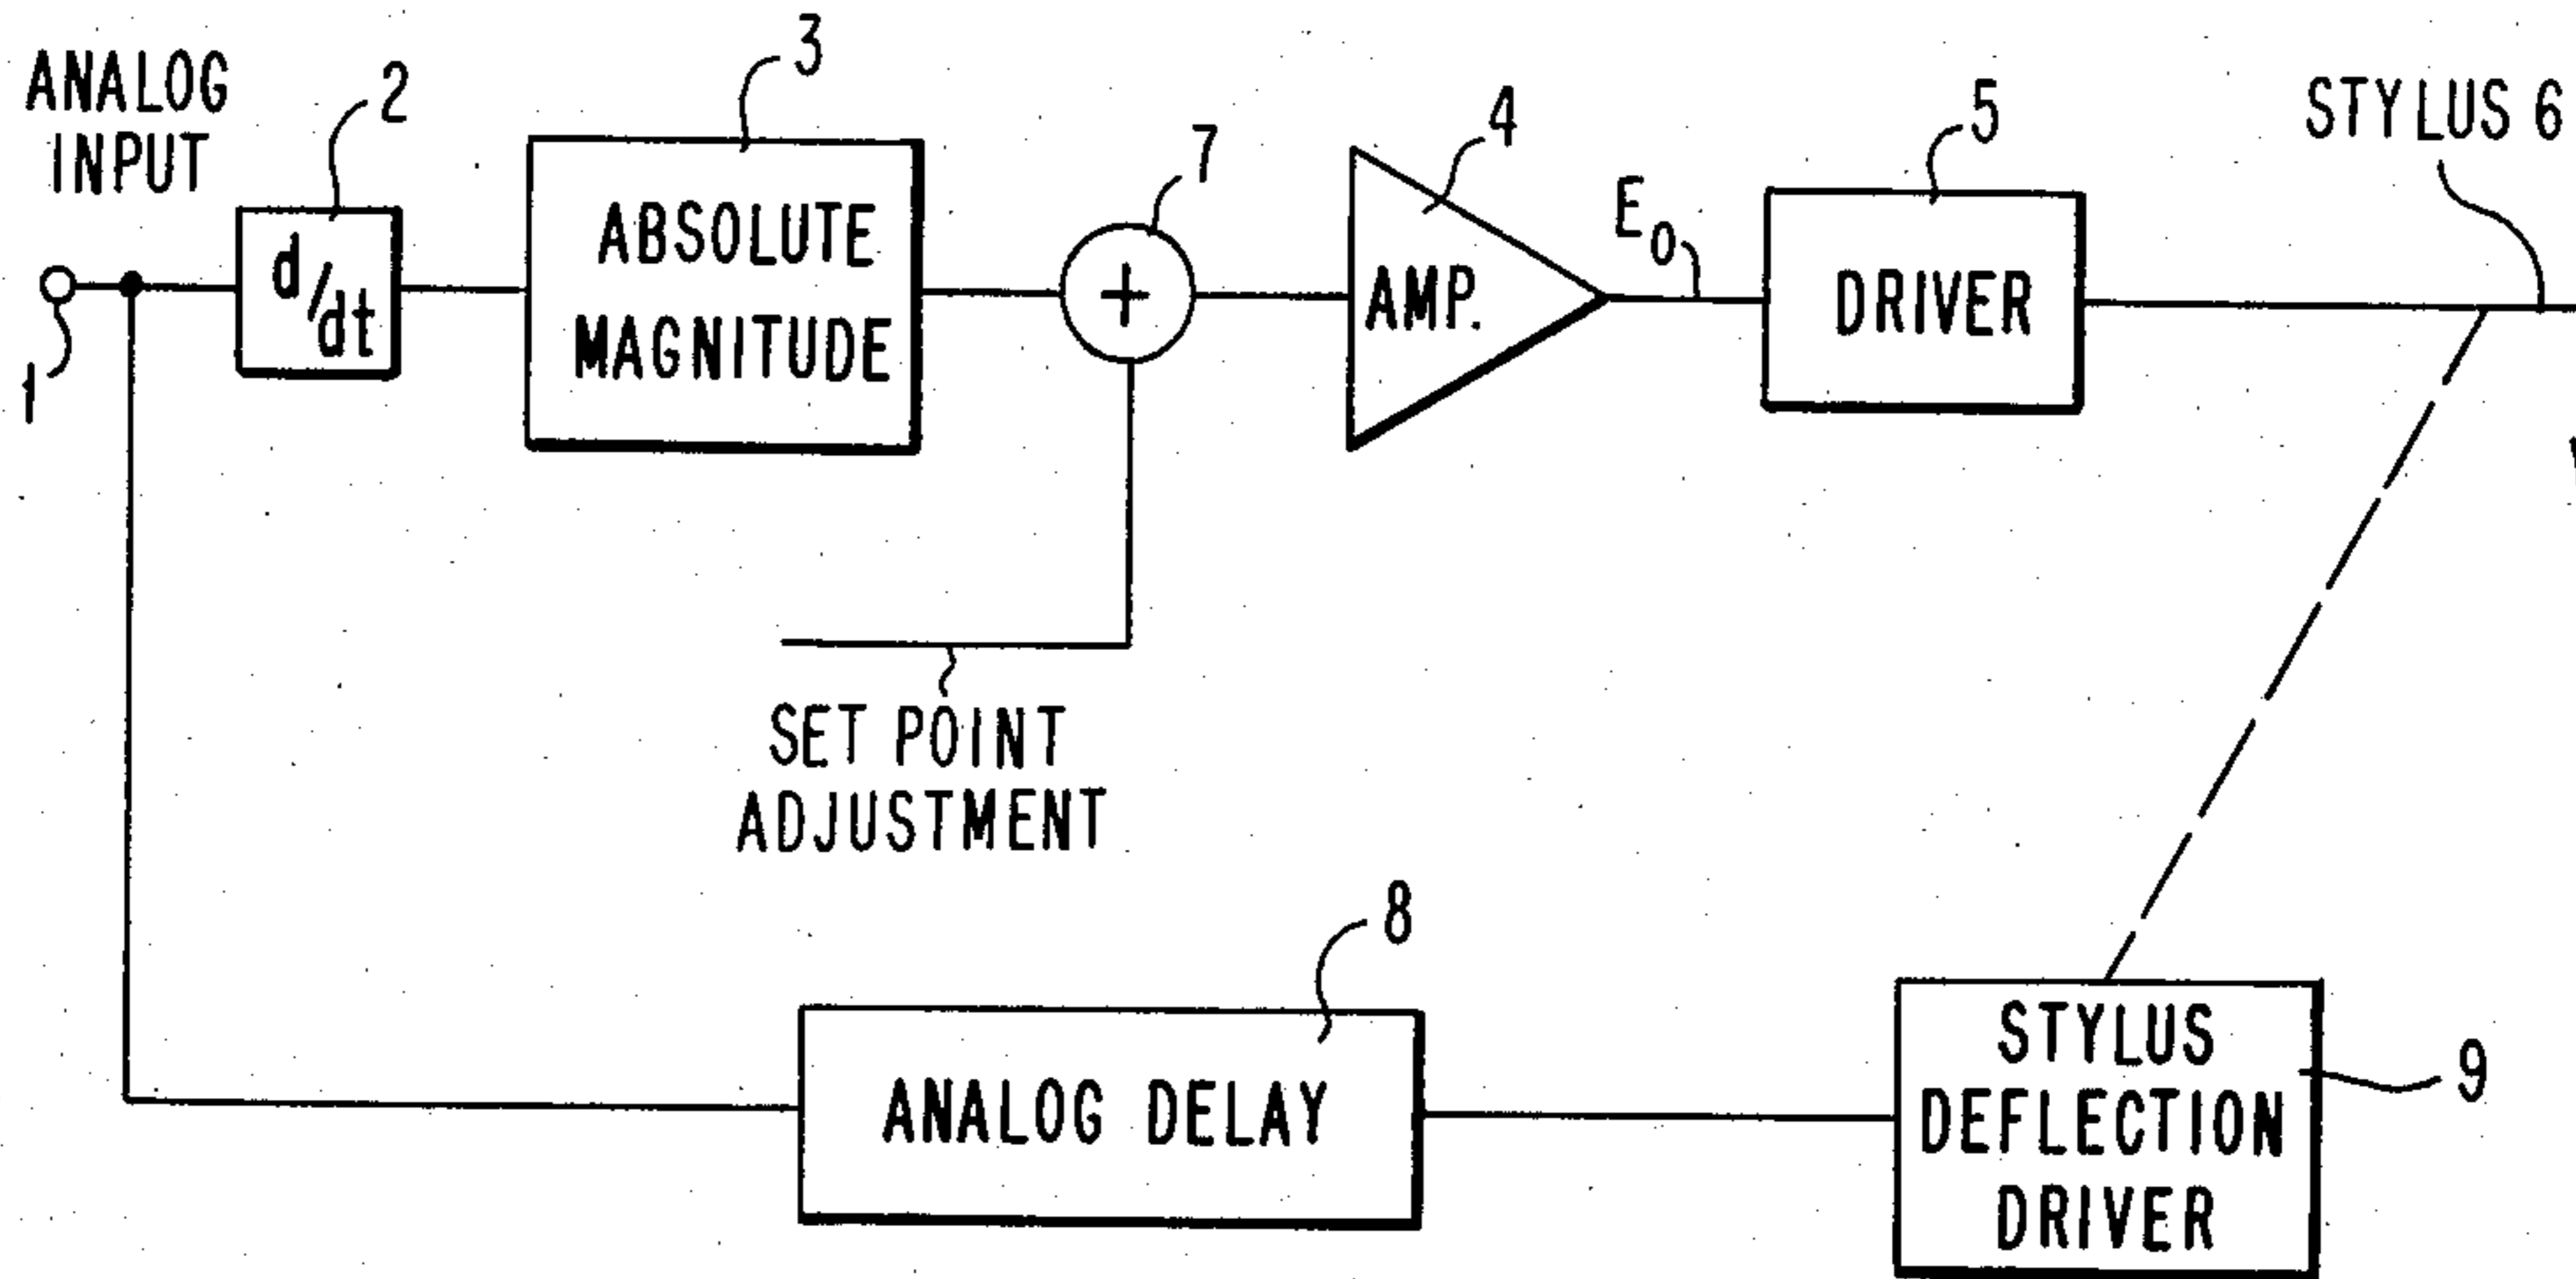 ANALOG
INPUT
1
2
d/dt
3
ABSOLUTE
MAGNITUDE
7
+
SET POINT
ADJUSTMENT
4
AMP.
E0
5
DRIVER
STYLUS 6
8
ANALOG DELAY
STYLUS
DEFLECTION
DRIVER
9